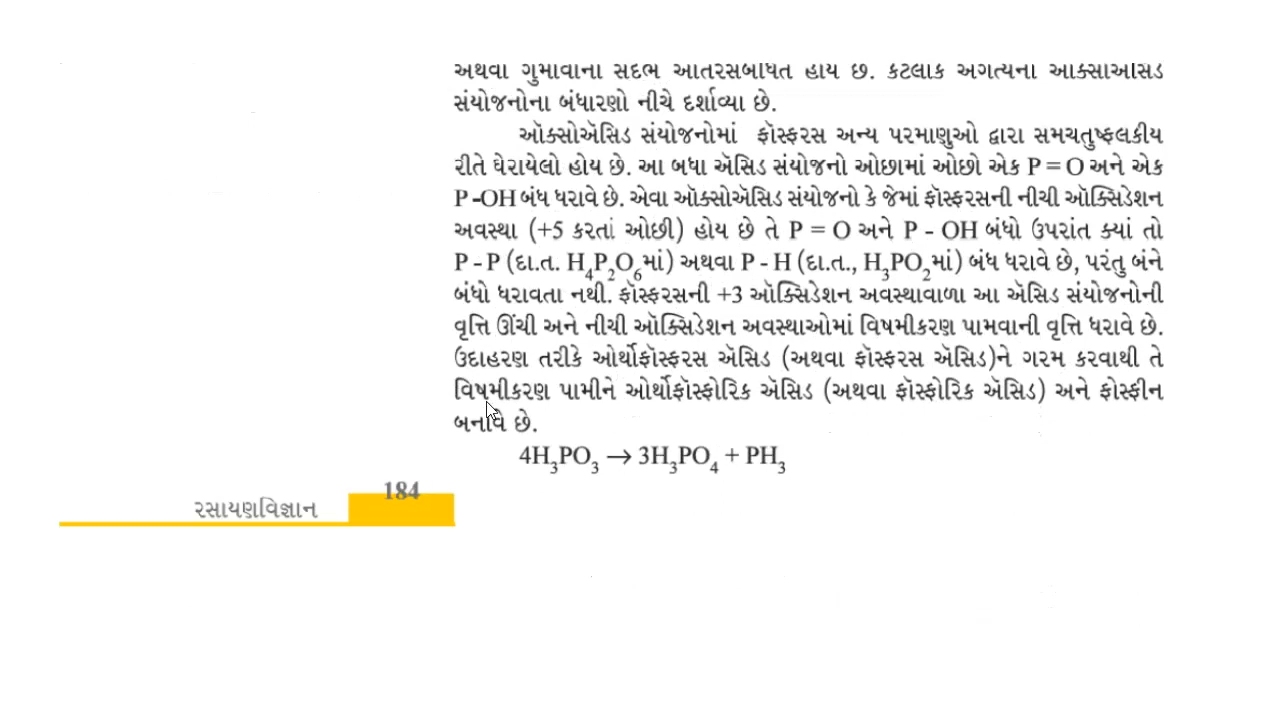 અથવા ગુમાવાના સંદર્ભે આંતરસંબંધિત હોય છે. કેટલાંક અગત્યના ઑક્સોઍસિડ
સંયોજનોના બંધારણો નીચે દર્શાવ્યા છે.
ઑક્સોઍસિડ સંયોજનોમાં ફૉસ્ફરસ અન્ય પરમાણુઓ દ્વારા સમચતુષ્ફલકીય
રીતે ઘેરાયેલો હોય છે. આ બધા ઍસિડ સંયોજનો ઓછામાં ઓછો એક P = O અને એક
P -OH બંધ ધરાવે છે. એવા ઑક્સોઍસિડ સંયોજનો કે જેમાં ફૉસ્ફરસની નીચી ઑક્સિડેશન
અવસ્થા (+5 કરતાં ઓછી) હોય છે તે P = O અને P - OH બંધો ઉપરાંત ક્યાં તો
P - P (દા.ત. H₄P₂O₆માં) અથવા P - H (દા.ત., H₃PO₂માં) બંધ ધરાવે છે, પરંતુ બંને
બંધો ધરાવતા નથી. ફૉસ્ફરસની +3 ઑક્સિડેશન અવસ્થાવાળા આ ઍસિડ સંયોજનોની
વૃત્તિ ઊંચી અને નીચી ઑક્સિડેશન અવસ્થાઓમાં વિષમીકરણ પામવાની વૃત્તિ ધરાવે છે.
ઉદાહરણ તરીકે ઓર્થોફૉસ્ફરસ ઍસિડ (અથવા ફૉસ્ફરસ ઍસિડ)ને ગરમ કરવાથી તે
વિષમીકરણ પામીને ઓર્થોફૉસ્ફોરિક ઍસિડ (અથવા ફૉસ્ફોરિક ઍસિડ) અને ફોસ્ફીન
બનાવે છે.
4H₃PO₃ → 3H₃PO₄ + PH₃
184
રસાયણવિજ્ઞાન